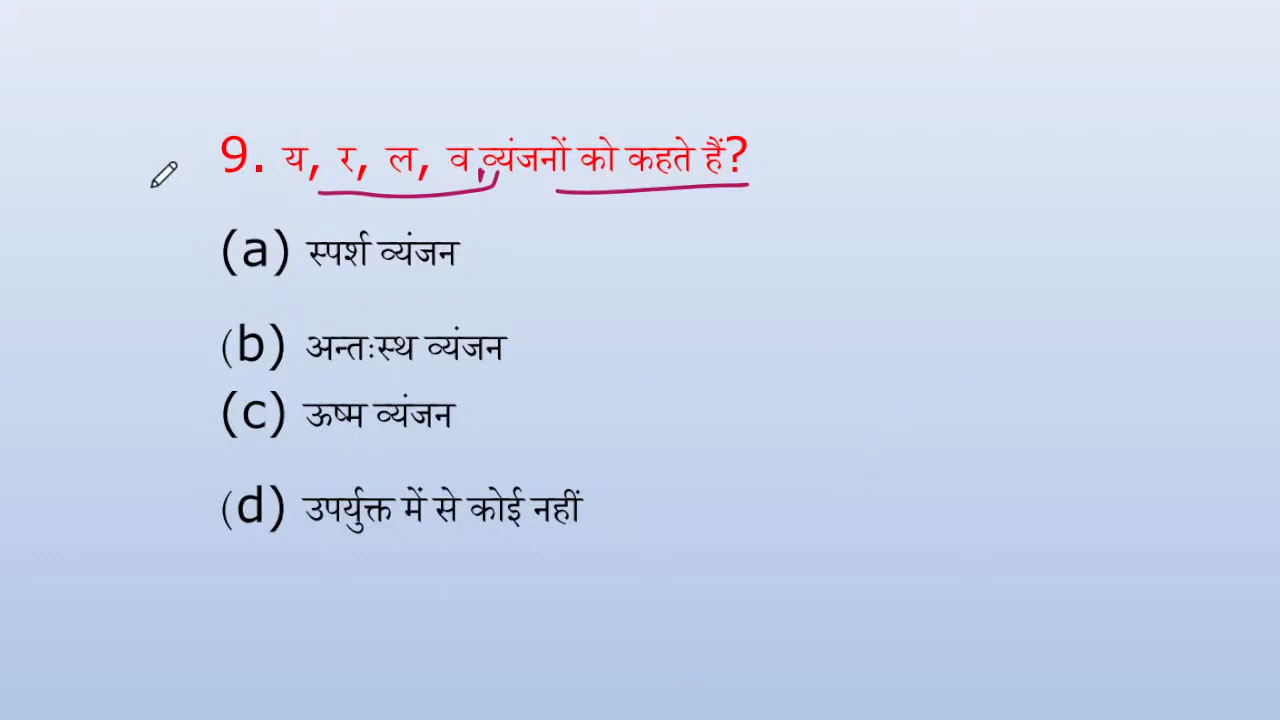 9. य, र, ल, व व्यंजनों को कहते हैं?
(a) स्पर्श व्यंजन
(b) अन्तःस्थ व्यंजन
(c) ऊष्म व्यंजन
(d) उपर्युक्त में से कोई नहीं